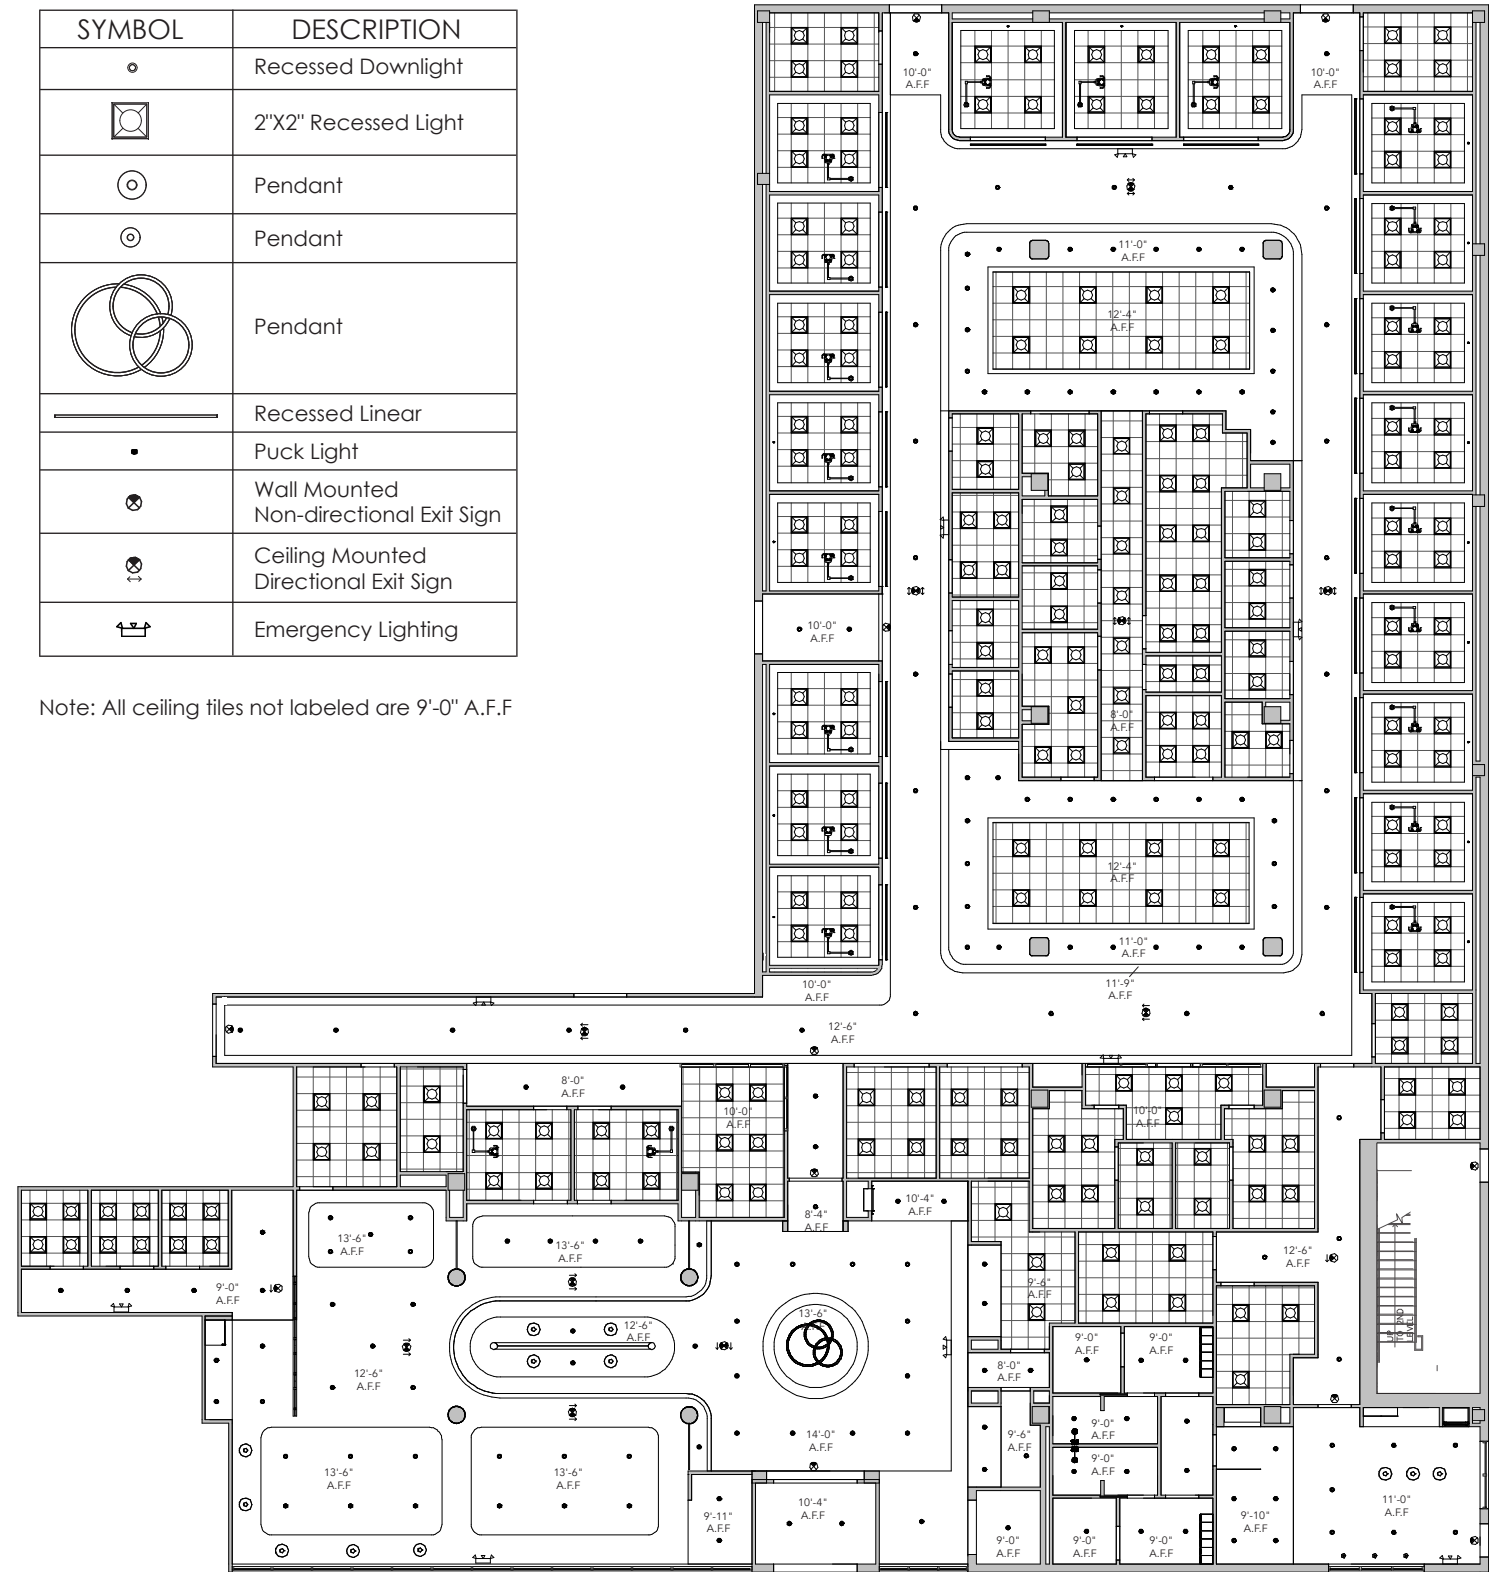 SYMBOL DESCRIPTION
Recessed Downlight
2"X2" Recessed Light
Pendant
Pendant
Pendant
Recessed Linear
Puck Light
Wall Mounted
Non-directional Exit Sign
Ceiling Mounted
Directional Exit Sign
Emergency Lighting
Note: All ceiling tiles not labeled are 9'-0" A.F.F
10'-0"
A.F.F
10'-0"
A.F.F
11'-0"
A.F.F
12'-4"
A.F.F
10'-0"
A.F.F
8'-0"
A.F.F
12'-4"
A.F.F
11'-0"
A.F.F
10'-0"
A.F.F
11'-9"
A.F.F
12'-6"
A.F.F
8'-0"
A.F.F
10'-0"
A.F.F
10'-0"
A.F.F
10'-4"
A.F.F
8'-4"
A.F.F
13'-6"
A.F.F
13'-6"
A.F.F
12'-6"
A.F.F
9'-0"
A.F.F
9'-6"
A.F.F
13'-6"
A.F.F
12'-6"
A.F.F
UP
TO 2ND
LEVEL
9'-0"
A.F.F
9'-0"
A.F.F
8'-0"
A.F.F
12'-6"
A.F.F
9'-0"
A.F.F
14'-0"
A.F.F
9'-6"
A.F.F
9'-0"
A.F.F
13'-6"
A.F.F
13'-6"
A.F.F
10'-4"
A.F.F
11'-0"
A.F.F
9'-11"
A.F.F
9'-10"
A.F.F
9'-0"
A.F.F
9'-0"
A.F.F
9'-0"
A.F.F